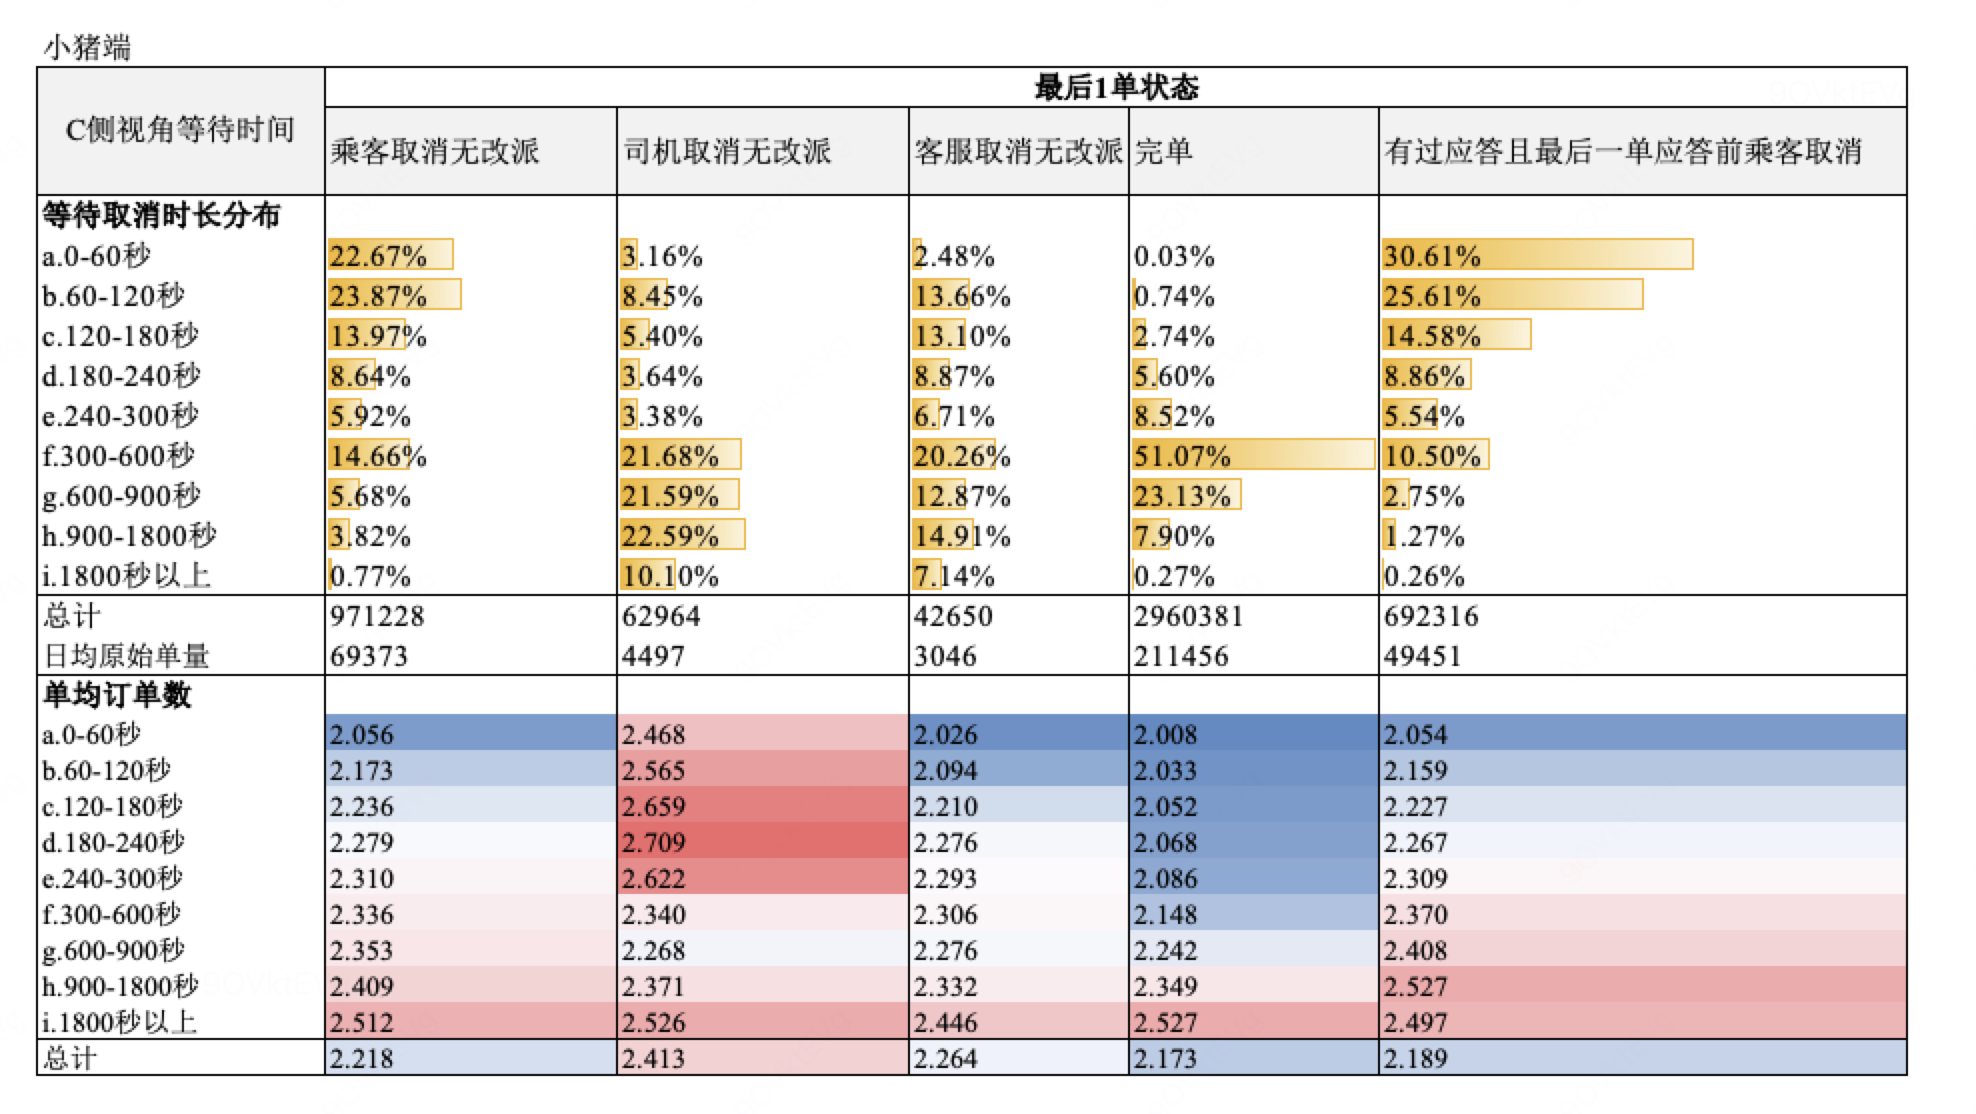 小猪端
C侧视角等待时间 最后1单状态
乘客取消无改派 司机取消无改派 客服取消无改派 完单 有过应答且最后一单应答前乘客取消
等待取消时长分布
a.0-60秒 22.67% 3.16% 2.48% 0.03% 30.61%
b.60-120秒 23.87% 8.45% 13.66% 0.74% 25.61%
c.120-180秒 13.97% 5.40% 13.10% 2.74% 14.58%
d.180-240秒 8.64% 3.64% 8.87% 5.60% 8.86%
e.240-300秒 5.92% 3.38% 6.71% 8.52% 5.54%
f.300-600秒 14.66% 21.68% 20.26% 51.07% 10.50%
g.600-900秒 5.68% 21.59% 12.87% 23.13% 2.75%
h.900-1800秒 3.82% 22.59% 14.91% 7.90% 1.27%
i.1800秒以上 0.77% 10.10% 7.14% 0.27% 0.26%
总计 971228 62964 42650 2960381 692316
日均原始单量 69373 4497 3046 211456 49451
单均订单数
a.0-60秒 2.056 2.468 2.026 2.008 2.054
b.60-120秒 2.173 2.565 2.094 2.033 2.159
c.120-180秒 2.236 2.659 2.210 2.052 2.227
d.180-240秒 2.279 2.709 2.276 2.068 2.267
e.240-300秒 2.310 2.622 2.293 2.086 2.309
f.300-600秒 2.336 2.340 2.306 2.148 2.370
g.600-900秒 2.353 2.268 2.276 2.242 2.408
h.900-1800秒 2.409 2.371 2.332 2.349 2.527
i.1800秒以上 2.512 2.526 2.446 2.527 2.497
总计 2.218 2.413 2.264 2.173 2.189